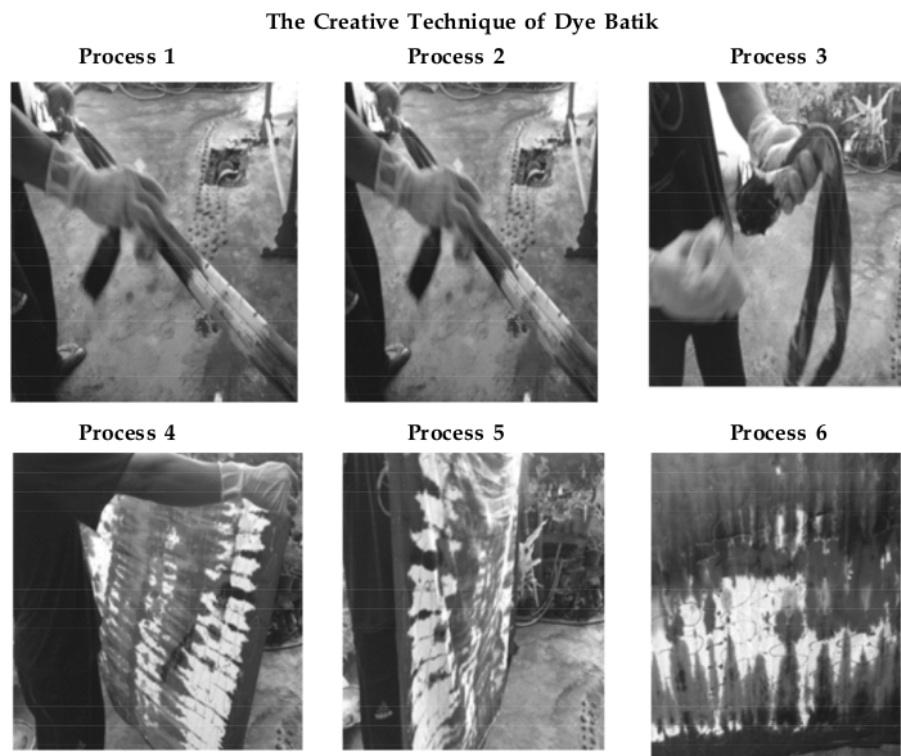 The Creative Technique of Dye Batik
Process 1 Process 2 Process 3
Process 4 Process 5 Process 6